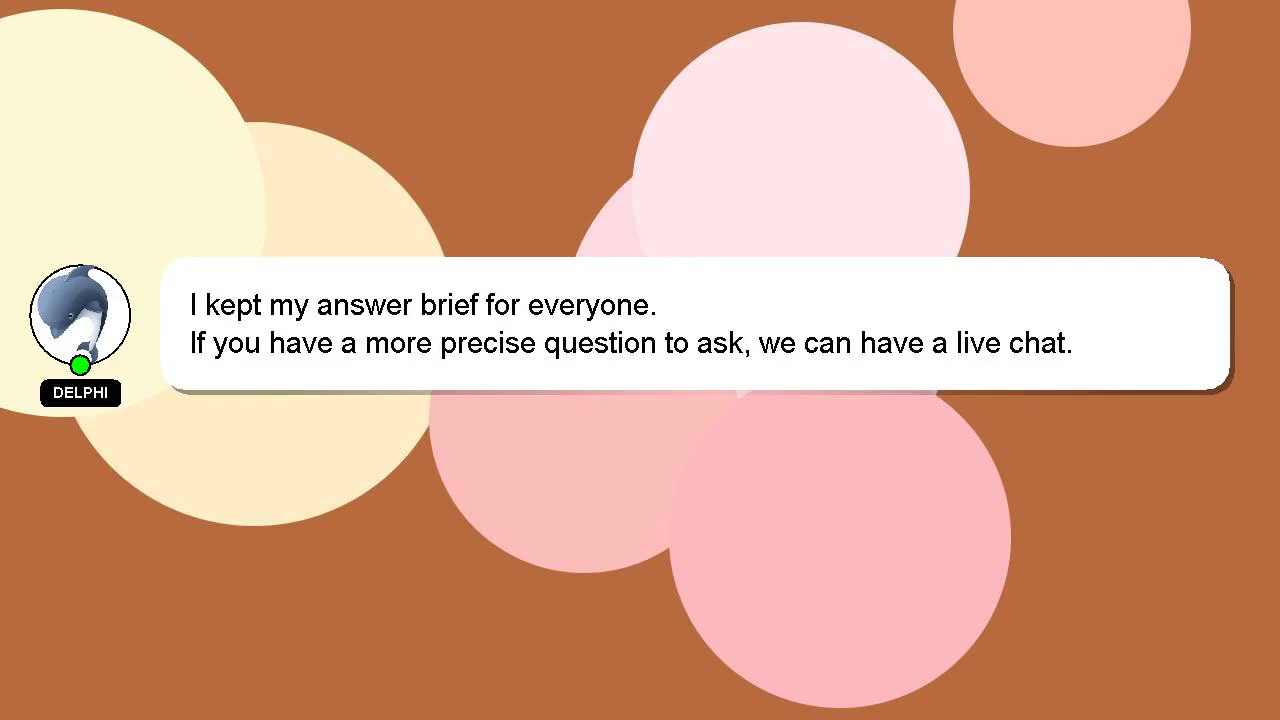 I kept my answer brief for everyone.
If you have a more precise question to ask, we can have a live chat.
DELPHI